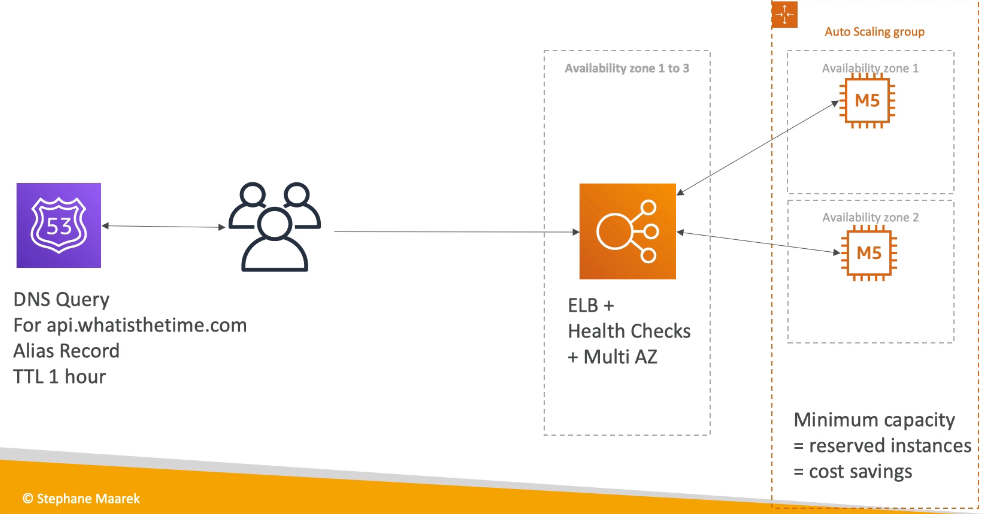 Auto Scaling group
Availability zone 1 to 3
Availability zone 1
M5
53
Availability zone 2
M5
DNS Query
For api.whatisthetime.com
Alias Record
TTL 1 hour
ELB +
Health Checks
+ Multi AZ
Minimum capacity
= reserved instances
= cost savings
© Stephane Maarek